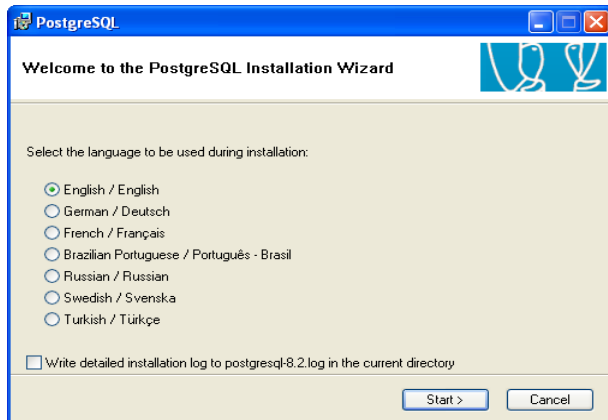 PostgreSQL
Welcome to the PostgreSQL Installation Wizard
Select the language to be used during installation:
English / English
German / Deutsch
French / Français
Brazilian Portuguese / Português - Brasil
Russian / Russian
Swedish / Svenska
Turkish / Türkçe
Write detailed installation log to postgresql-8.2.log in the current directory
Start >
Cancel